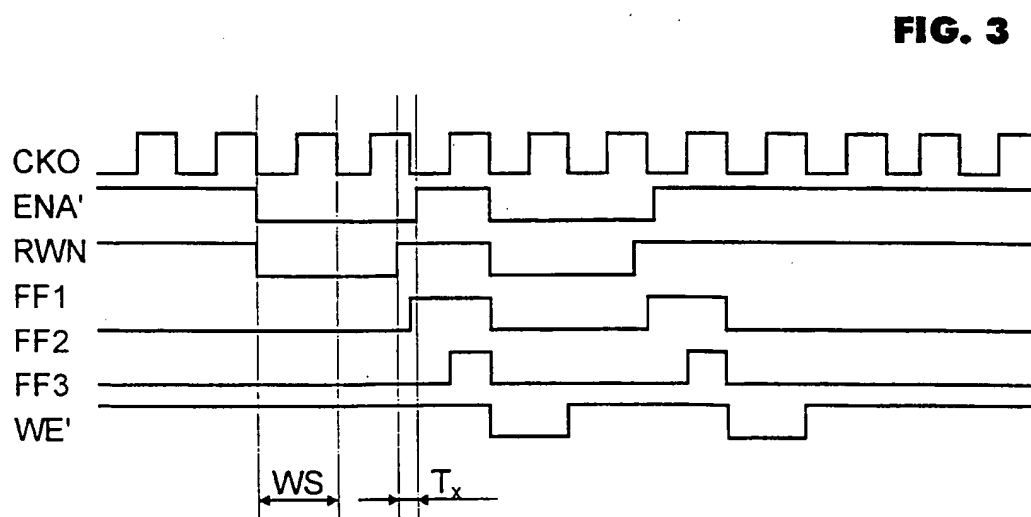 FIG. 3
CKO
ENA'
RWN
FF1
FF2
FF3
WE'
WS
Tx